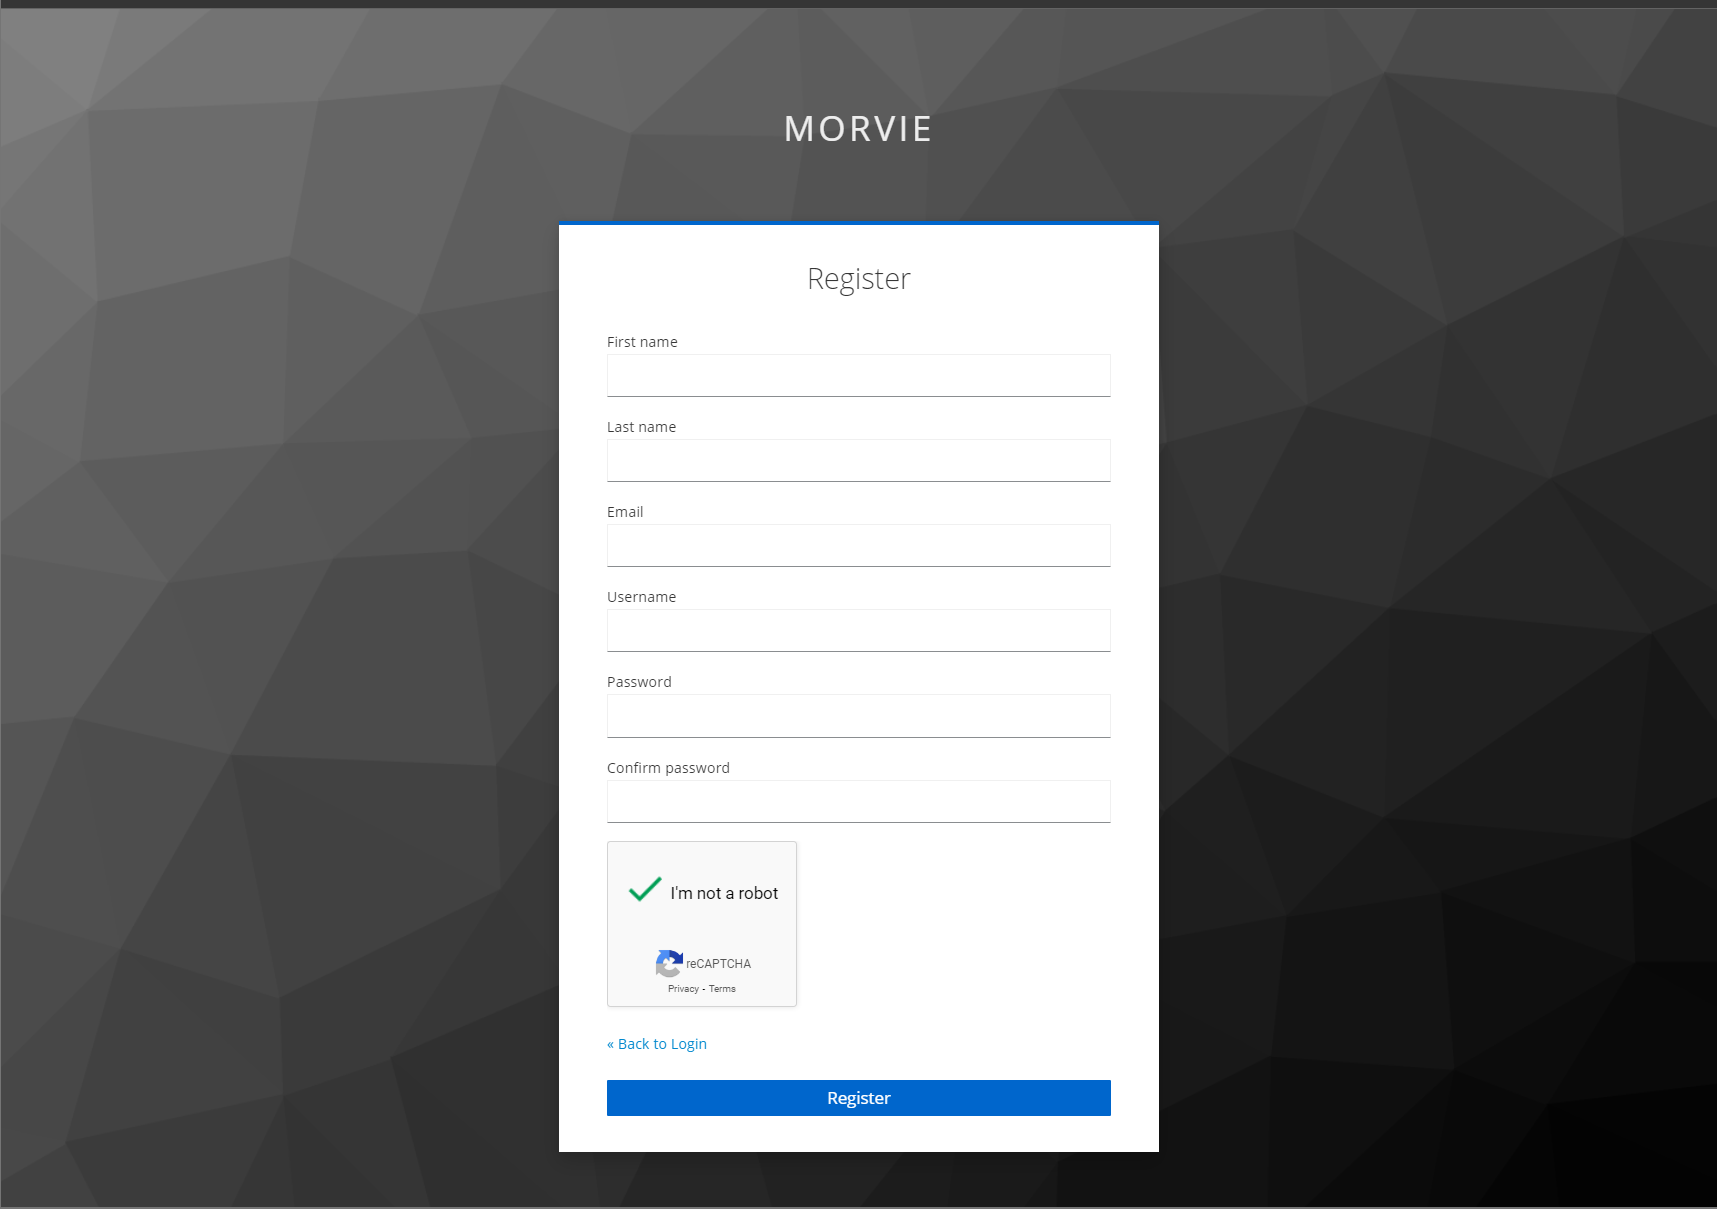 MORVIE
Register
First name
Last name
Email
Username
Password
Confirm password
I'm not a robot
reCAPTCHA
Privacy - Terms
« Back to Login
Register